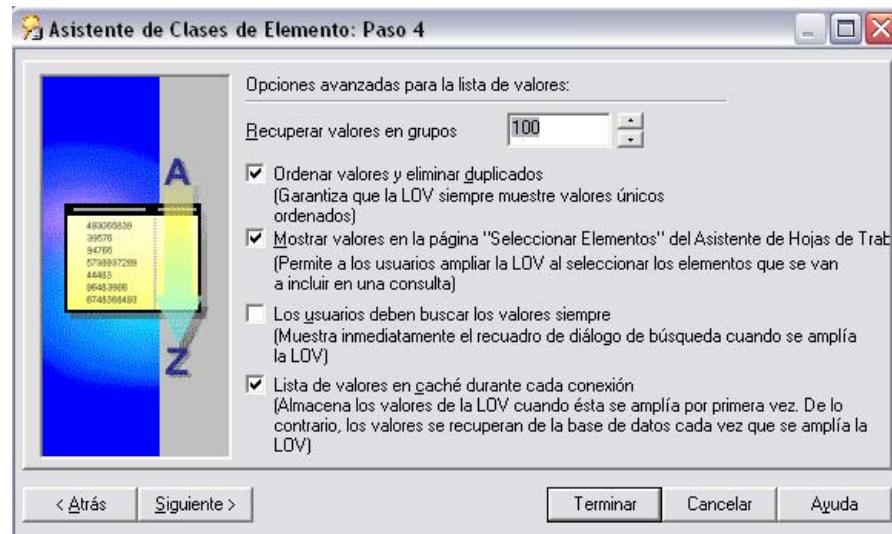 Asistente de Clases de Elemento: Paso 4
Opciones avanzadas para la lista de valores:
Recuperar valores en grupos 100
Ordenar valores y eliminar duplicados
(Garantiza que la LOV siempre muestre valores únicos
ordenados)
Mostrar valores en la página "Seleccionar Elementos" del Asistente de Hojas de Trab
(Permite a los usuarios ampliar la LOV al seleccionar los elementos que se van
a incluir en una consulta)
Los usuarios deben buscar los valores siempre
(Muestra inmediatamente el recuadro de diálogo de búsqueda cuando se amplía
la LOV)
Lista de valores en caché durante cada conexión
(Almacena los valores de la LOV cuando ésta se amplía por primera vez. De lo
contrario, los valores se recuperan de la base de datos cada vez que se amplía la
LOV)
A
39576
94766
44463
Z
< Atrás
Siguiente >
Terminar
Cancelar
Ayuda